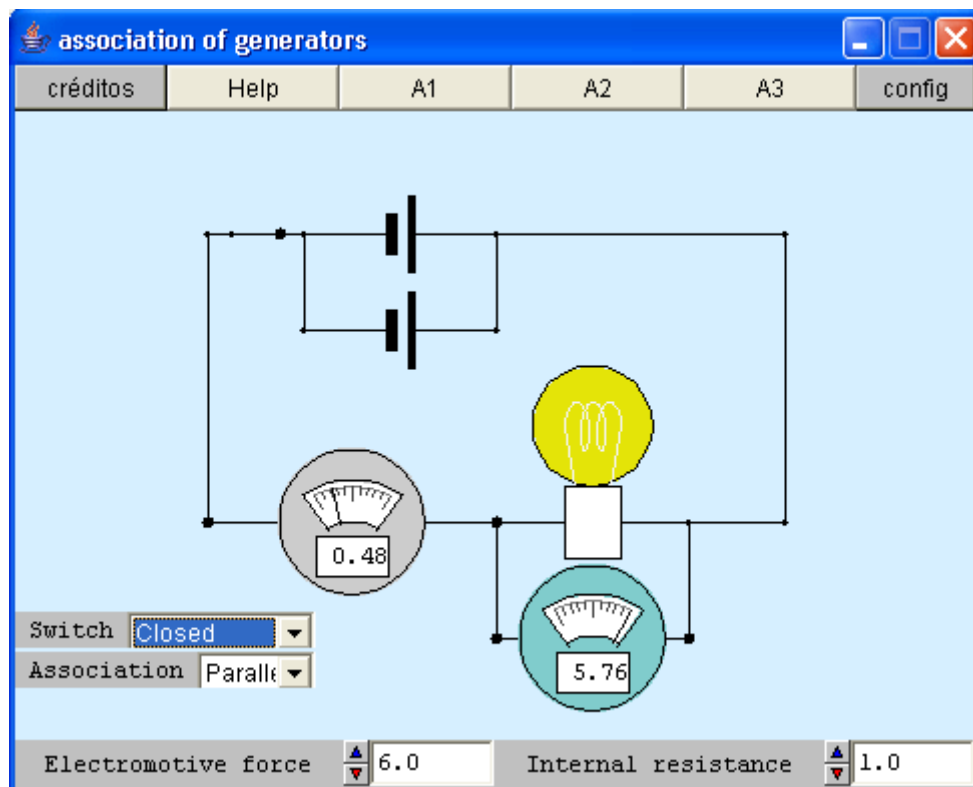 association of generators
créditos Help A1 A2 A3 config
0.48
5.76
Switch Closed
Association
Electromotive force 6.0 Internal resistance 1.0